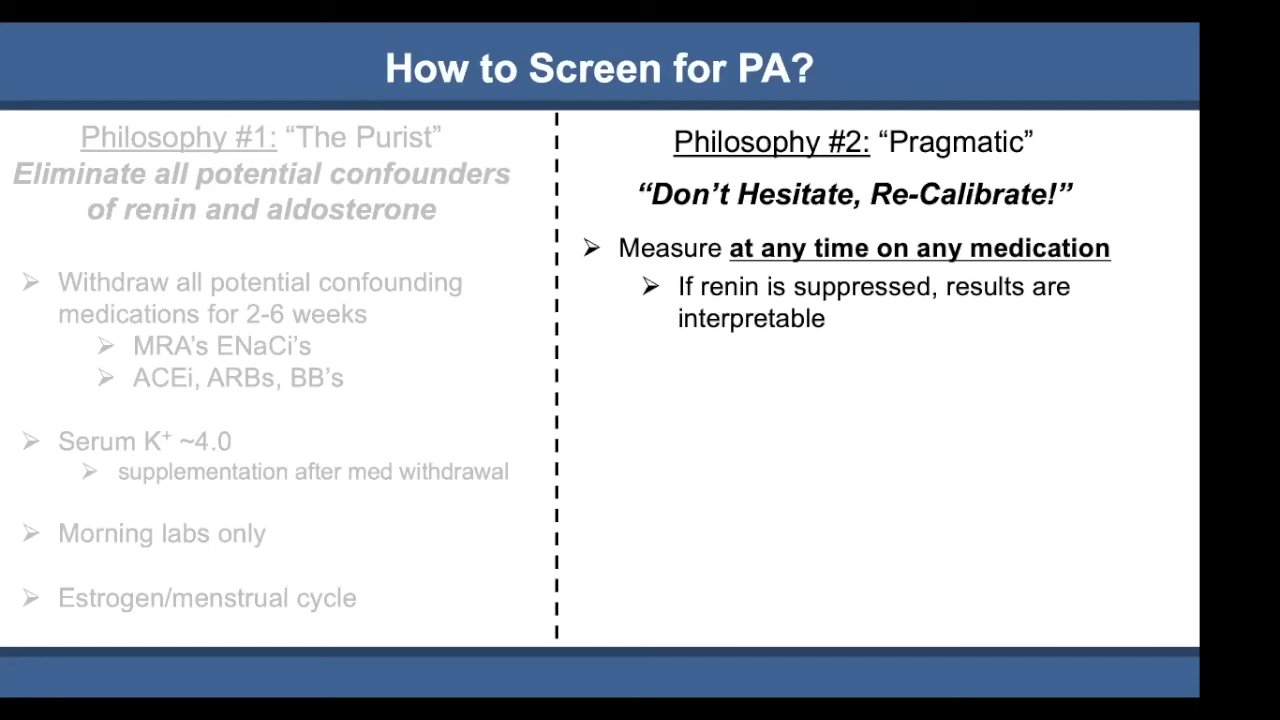 How to Screen for PA?
Philosophy #1: “The Purist”
Eliminate all potential confounders
of renin and aldosterone
➢ Withdraw all potential confounding
medications for 2-6 weeks
➢ MRA’s ENaCi’s
➢ ACEi, ARBs, BB’s
➢ Serum K⁺ ~4.0
➢ supplementation after med withdrawal
➢ Morning labs only
➢ Estrogen/menstrual cycle
Philosophy #2: “Pragmatic”
“Don’t Hesitate, Re-Calibrate!”
➢ Measure at any time on any medication
➢ If renin is suppressed, results are
interpretable